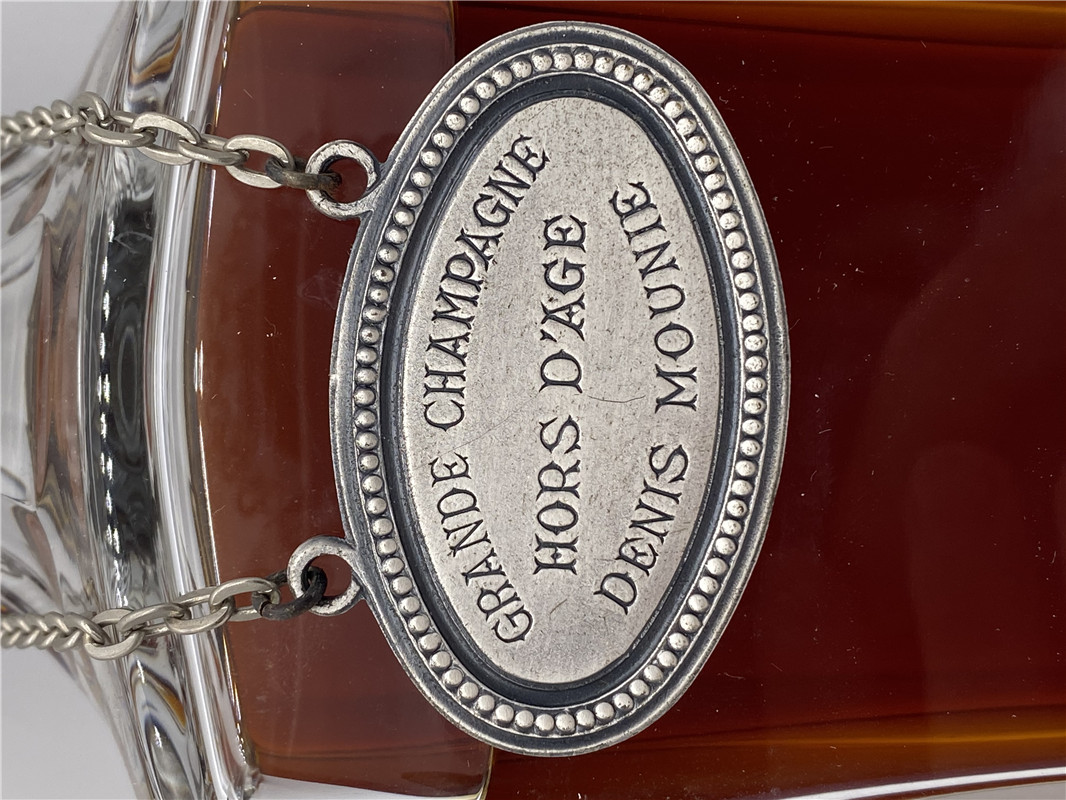 GRANDE CHAMPAGNE
HORS D'AGE
DENIS MOUNIE